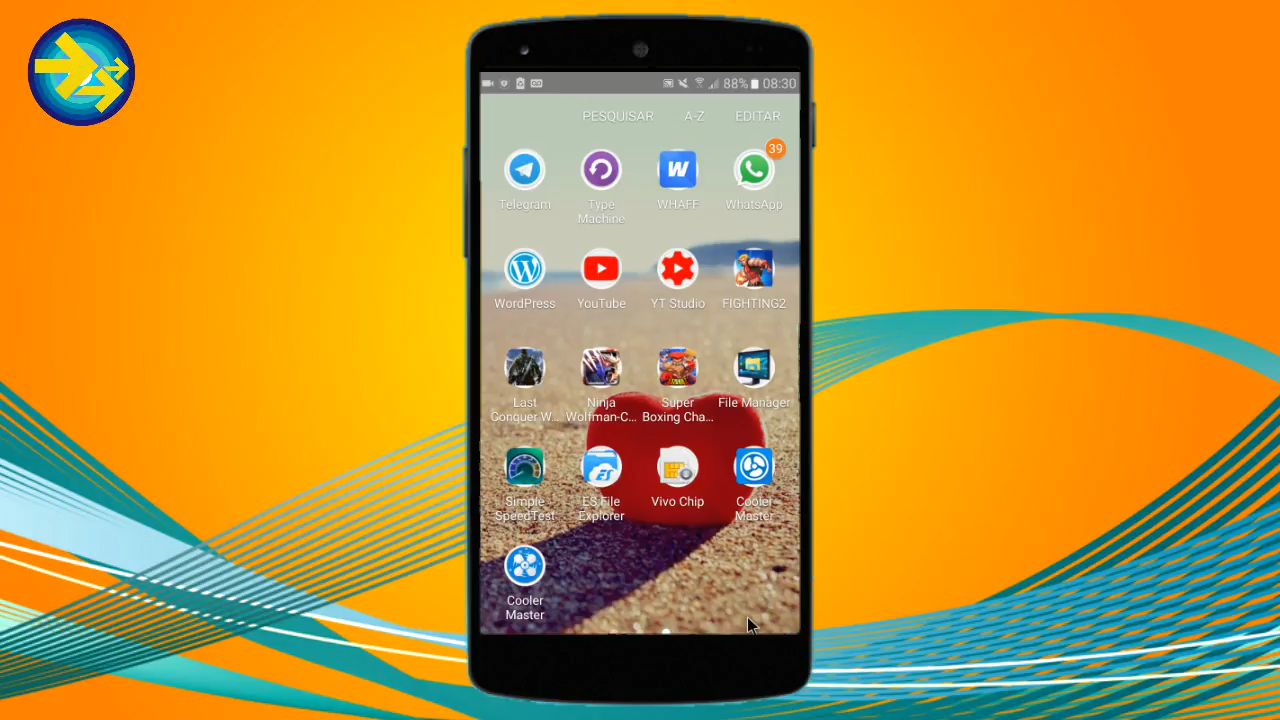 88% 08:30
PESQUISAR A-Z EDITAR
39
Telegram Type Machine WHAFF WhatsApp
WordPress YouTube YT Studio FIGHTING2
Last Conquer W... Ninja Wolfman-C... Super Boxing Cha... File Manager
Simple SpeedTest ES File Explorer Vivo Chip Cooler Master
Cooler Master